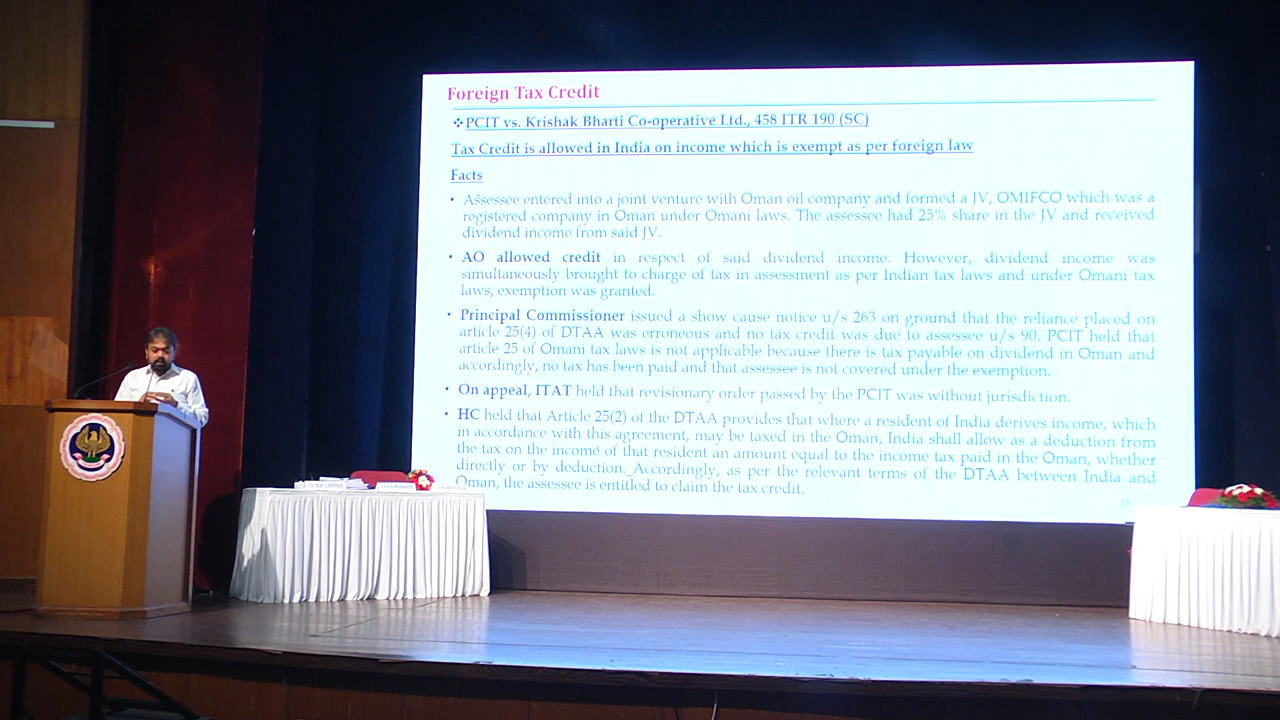 Foreign Tax Credit
❖PCIT vs. Krishak Bharti Co-operative Ltd., 458 ITR 190 (SC)
Tax Credit is allowed in India on income which is exempt as per foreign law
Facts
• Assessee entered into a joint venture with Oman oil company and formed a JV, OMIFCO which was a
registered company in Oman under Omani laws. The assessee had 25% share in the JV and received
dividend income from said JV.
• AO allowed credit in respect of said dividend income. However, dividend income was
simultaneously brought to charge of tax in assessment as per Indian tax laws and under Omani tax
laws, exemption was granted.
• Principal Commissioner issued a show cause notice u/s 263 on ground that the reliance placed on
article 25(4) of DTAA was erroneous and no tax credit was due to assessee u/s 90. PCIT held that
article 25 of Omani tax laws is not applicable because there is tax payable on dividend in Oman and
accordingly, no tax has been paid and that assessee is not covered under the exemption.
• On appeal, ITAT held that revisionary order passed by the PCIT was without jurisdiction.
• HC held that Article 25(2) of the DTAA provides that where a resident of India derives income, which
in accordance with this agreement, may be taxed in the Oman, India shall allow as a deduction from
the tax on the income of that resident an amount equal to the income tax paid in the Oman, whether
directly or by deduction. Accordingly, as per the relevant terms of the DTAA between India and
Oman, the assessee is entitled to claim the tax credit.